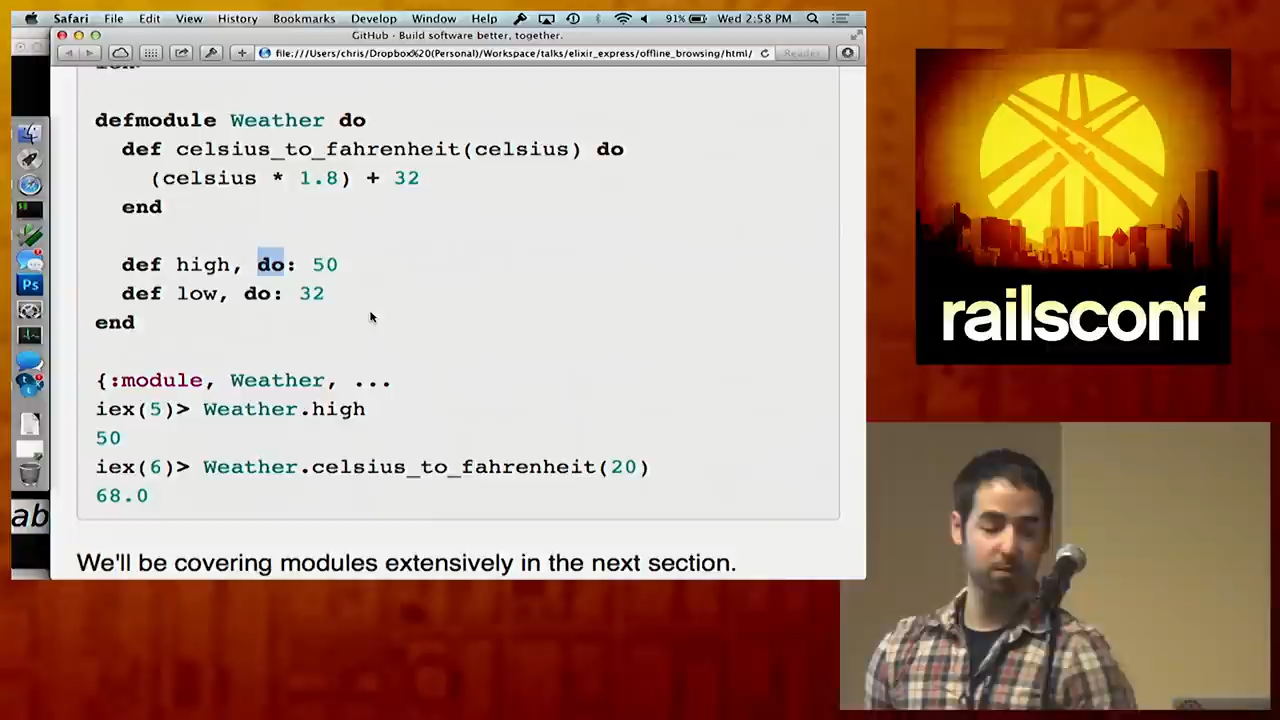 Safari File Edit View History Bookmarks Develop Window Help 91% Wed 2:58 PM
GitHub - Build software better, together.
file:///Users/chris/Dropbox%20(Personal)/Workspace/talks/elixir_express/offline_browsing/html/ Reader
defmodule Weather do
def celsius_to_fahrenheit(celsius) do
(celsius * 1.8) + 32
end
def high, do: 50
def low, do: 32
end
{:module, Weather, ...
iex(5)> Weather.high
50
iex(6)> Weather.celsius_to_fahrenheit(20)
68.0
We'll be covering modules extensively in the next section.
Ps
ab
railsconf